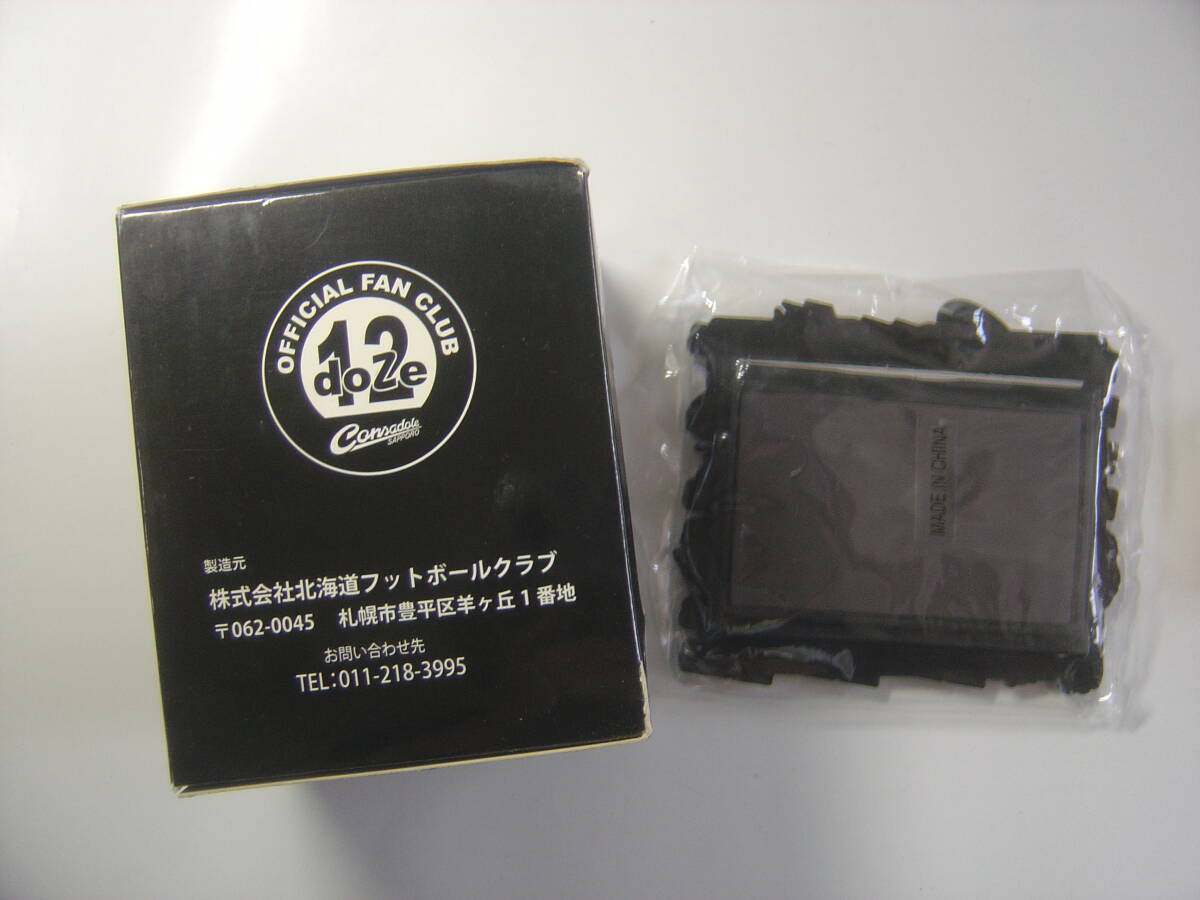 OFFICIAL FAN CLUB
12
doZe
Consadole
SAPPORO
製造元
株式会社北海道フットボールクラブ
〒062-0045 札幌市豊平区羊ヶ丘1番地
お問い合わせ先
TEL:011-218-3995
MADE IN CHINA